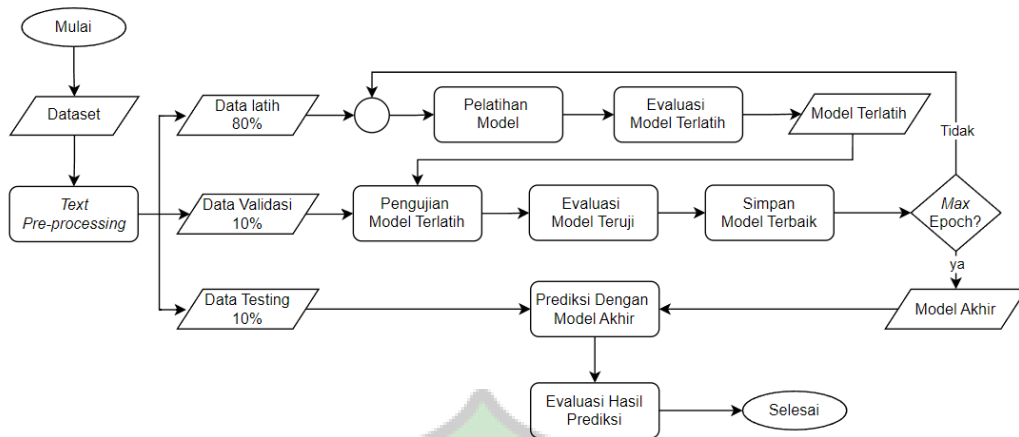 Mulai
Dataset
Text
Pre-processing
Data latih
80%
Pelatihan
Model
Evaluasi
Model Terlatih
Model Terlatih
Tidak
Data Validasi
10%
Pengujian
Model Terlatih
Evaluasi
Model Teruji
Simpan
Model Terbaik
Max
Epoch?
ya
Data Testing
10%
Prediksi Dengan
Model Akhir
Model Akhir
Evaluasi Hasil
Prediksi
Selesai